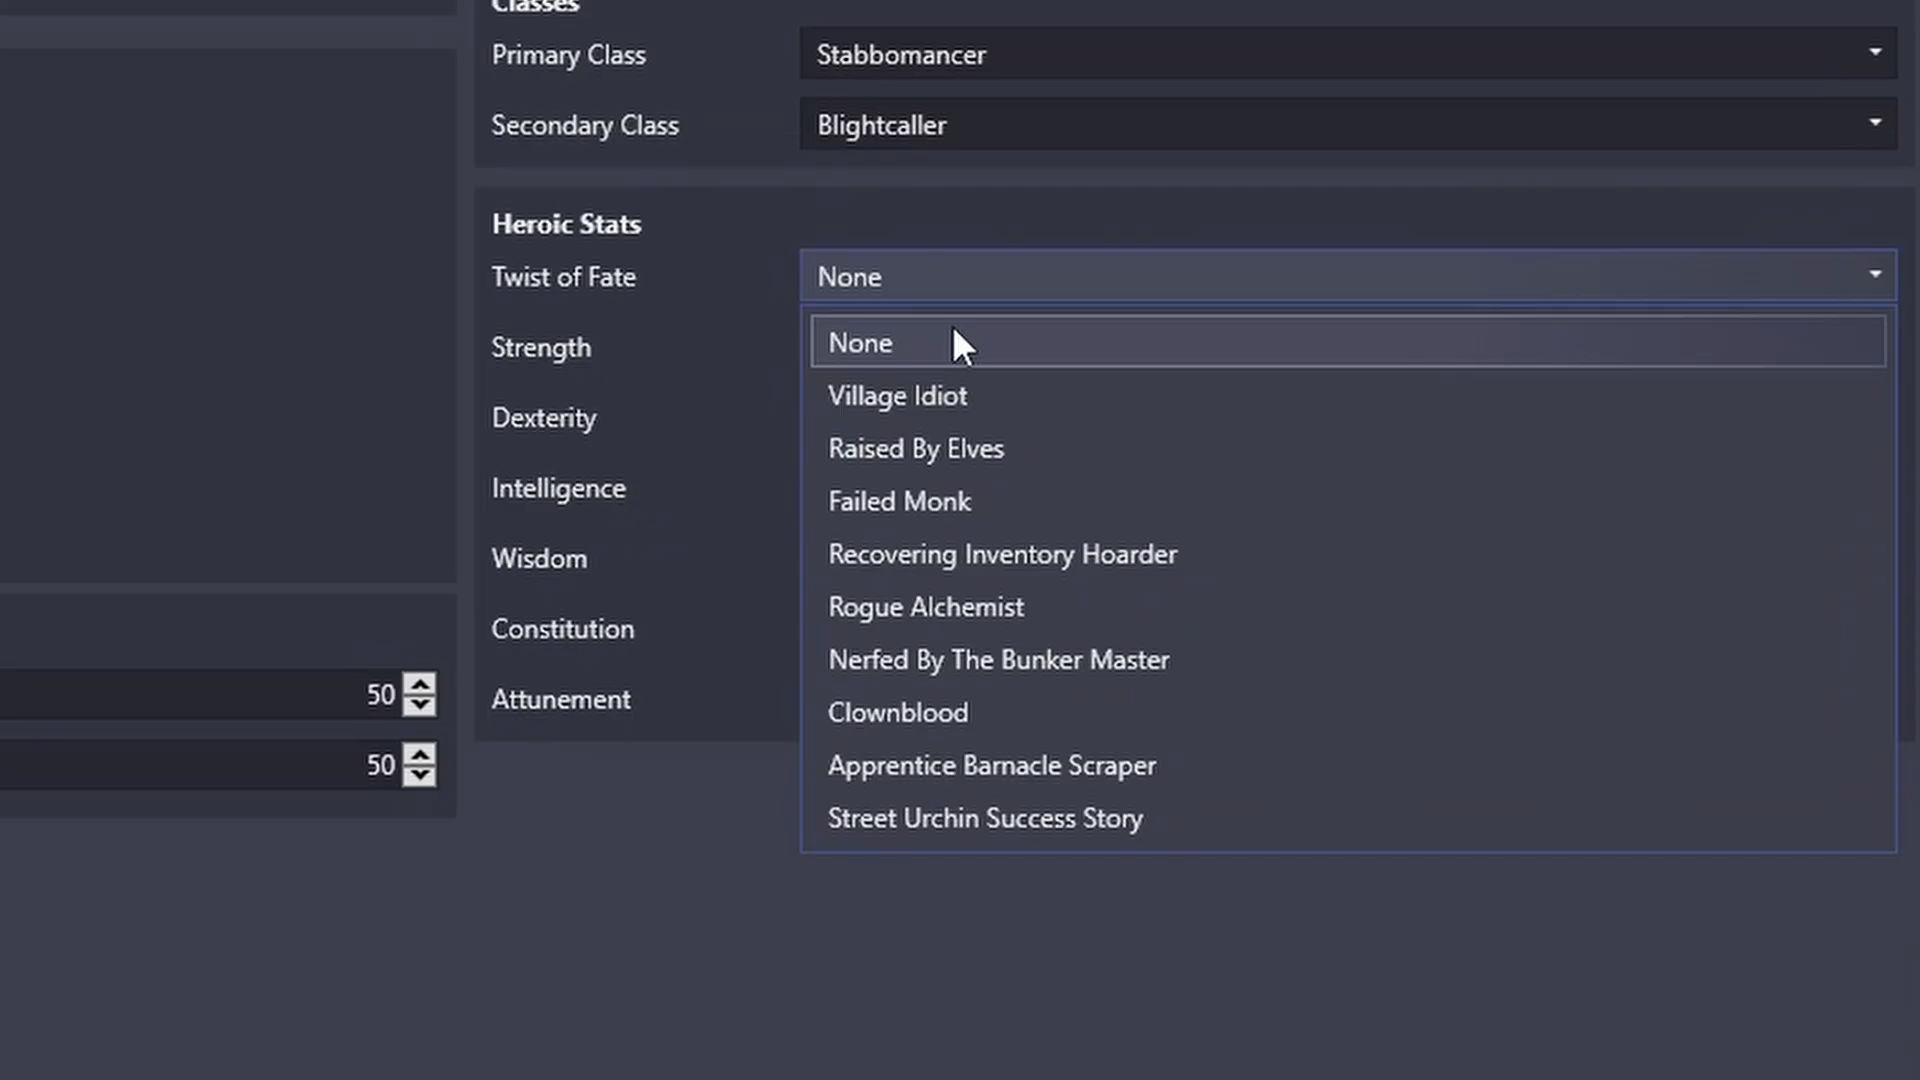 Classes
Primary Class
Stabbomancer
Secondary Class
Blightcaller
Heroic Stats
Twist of Fate
None
Strength
Dexterity
Intelligence
Wisdom
Constitution
Attunement
None
Village Idiot
Raised By Elves
Failed Monk
Recovering Inventory Hoarder
Rogue Alchemist
Nerfed By The Bunker Master
Clownblood
Apprentice Barnacle Scraper
Street Urchin Success Story
50
50